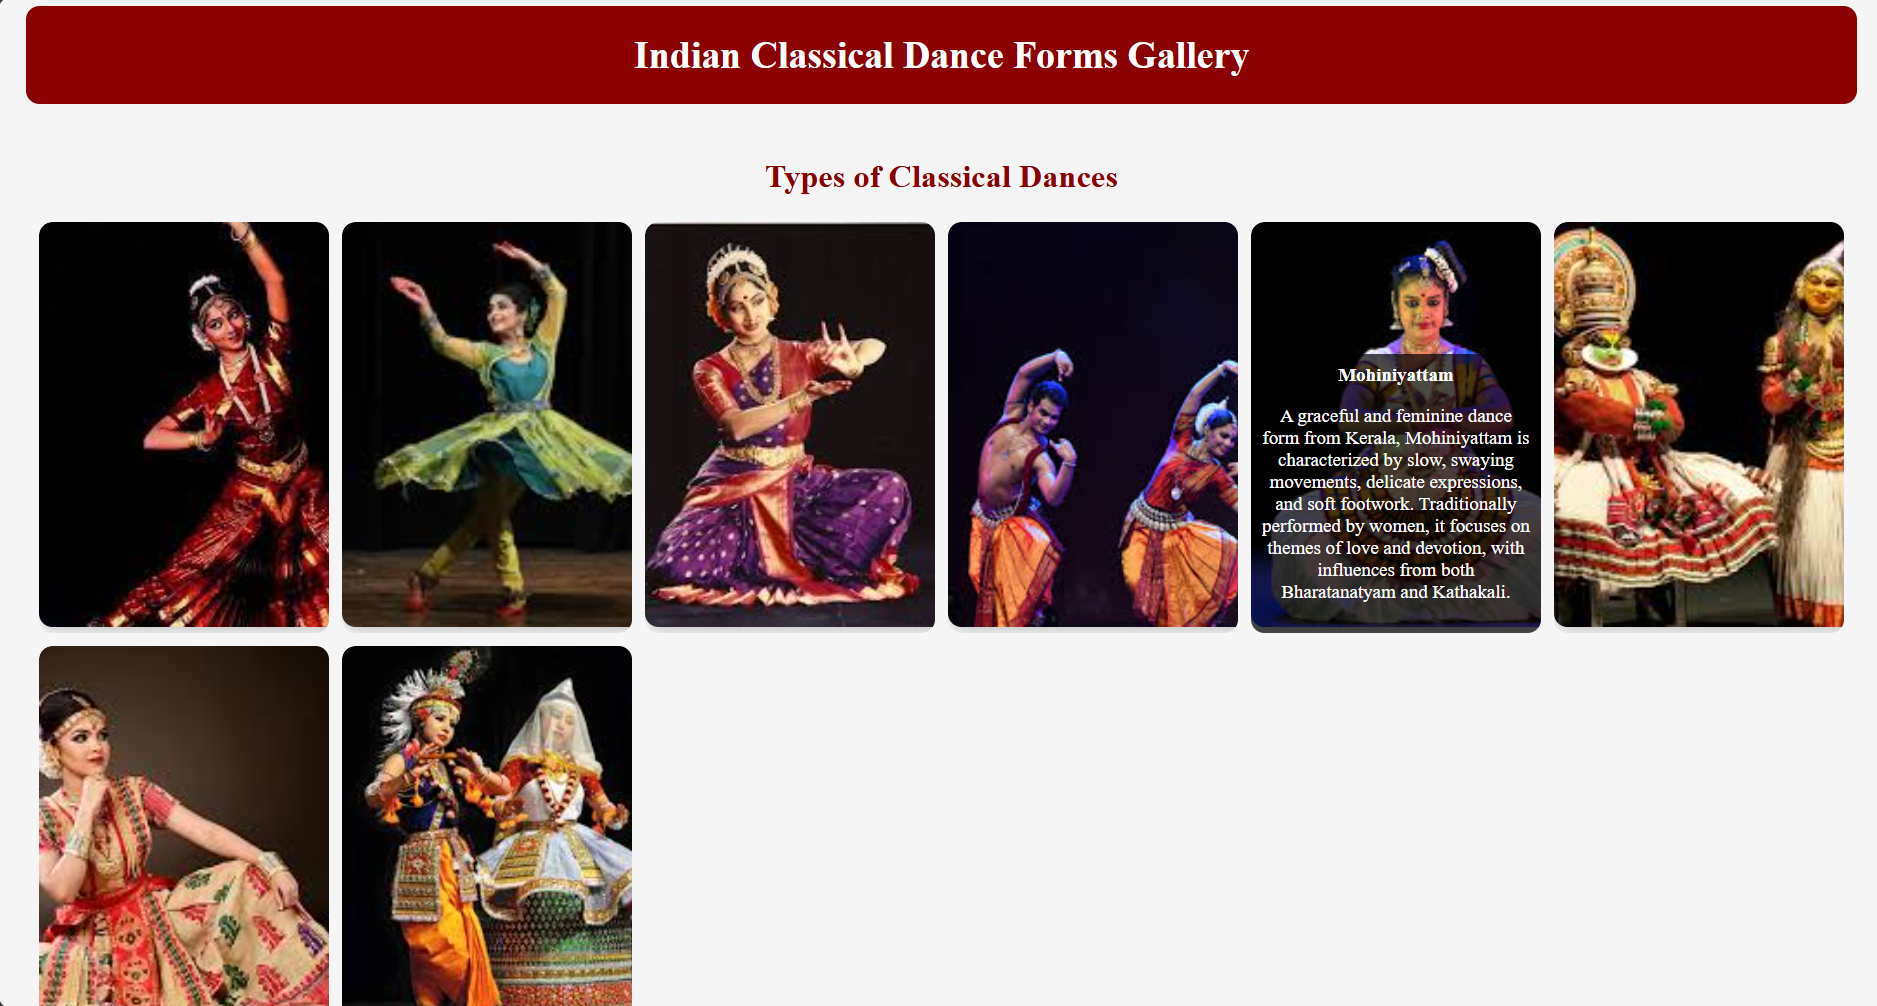 Indian Classical Dance Forms Gallery
Types of Classical Dances
Mohiniyattam
A graceful and feminine dance
form from Kerala, Mohiniyattam is
characterized by slow, swaying
movements, delicate expressions,
and soft footwork. Traditionally
performed by women, it focuses on
themes of love and devotion, with
influences from both
Bharatanatyam and Kathakali.